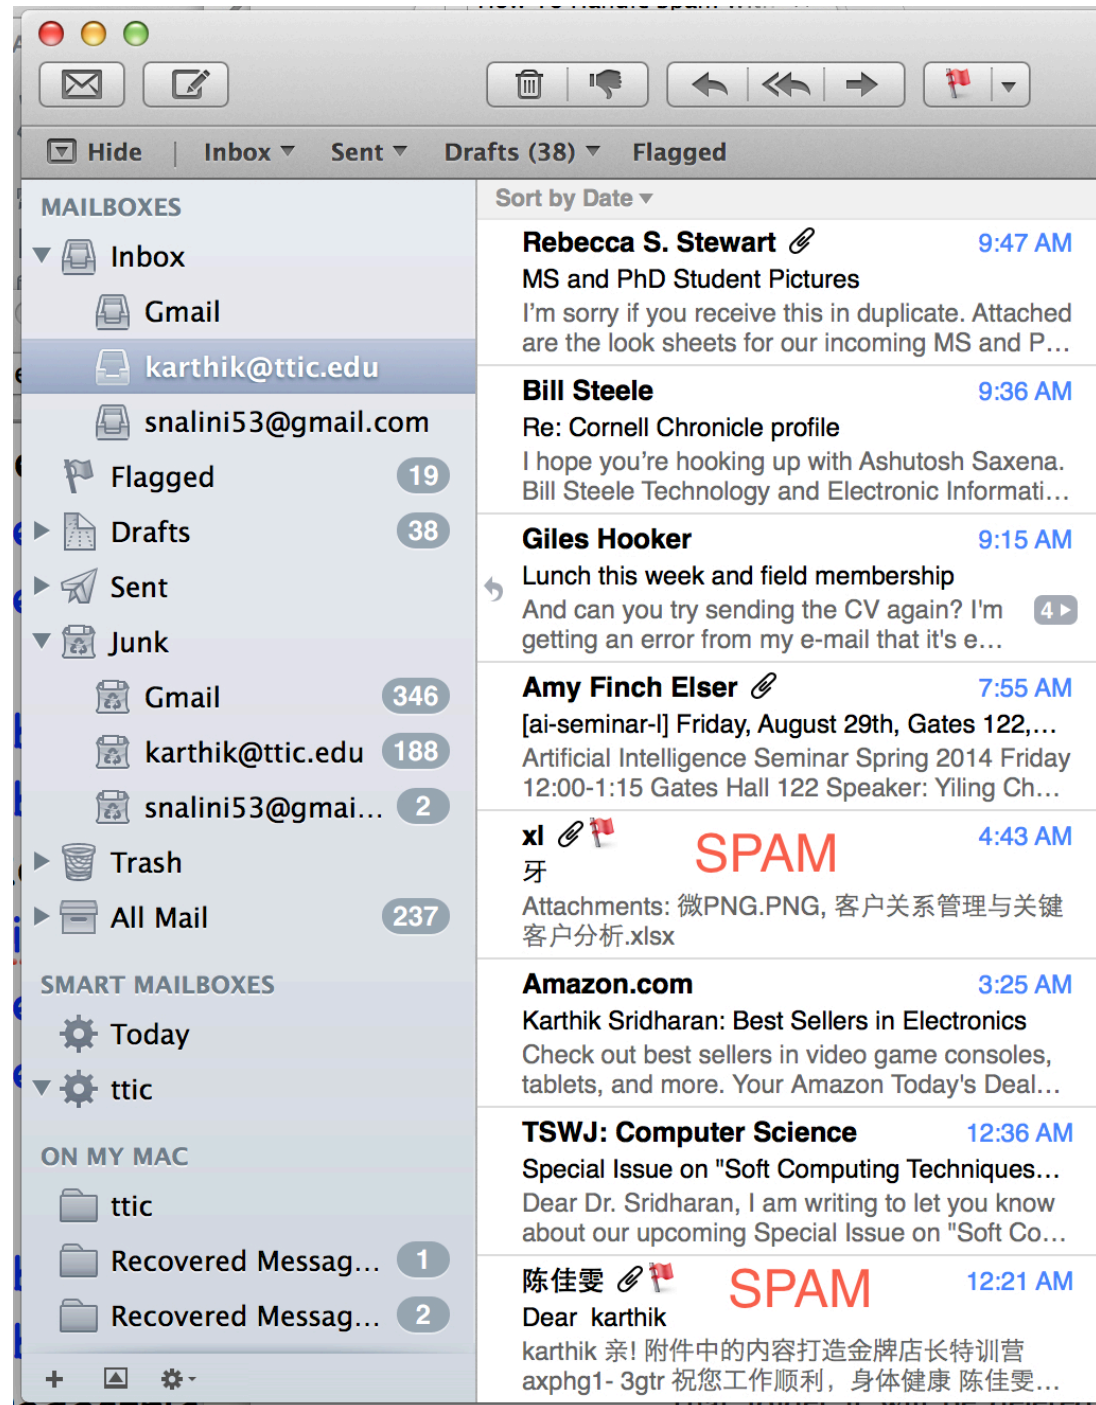 Hide | Inbox Sent Drafts (38) Flagged
MAILBOXES
Inbox
Gmail
karthik@ttic.edu
snalini53@gmail.com
Flagged 19
Drafts 38
Sent
Junk
Gmail 346
karthik@ttic.edu 188
snalini53@gmai... 2
Trash
All Mail 237
SMART MAILBOXES
Today
ttic
ON MY MAC
ttic
Recovered Messag... 1
Recovered Messag... 2
Sort by Date
Rebecca S. Stewart 9:47 AM
MS and PhD Student Pictures
I'm sorry if you receive this in duplicate. Attached
are the look sheets for our incoming MS and P...
Bill Steele 9:36 AM
Re: Cornell Chronicle profile
I hope you're hooking up with Ashutosh Saxena.
Bill Steele Technology and Electronic Informati...
Giles Hooker 9:15 AM
Lunch this week and field membership
And can you try sending the CV again? I'm 4
getting an error from my e-mail that it's e...
Amy Finch Elser 7:55 AM
[ai-seminar-l] Friday, August 29th, Gates 122,...
Artificial Intelligence Seminar Spring 2014 Friday
12:00-1:15 Gates Hall 122 Speaker: Yiling Ch...
xl SPAM 4:43 AM
牙
Attachments: 微PNG.PNG, 客户关系管理与关键
客户分析.xlsx
Amazon.com 3:25 AM
Karthik Sridharan: Best Sellers in Electronics
Check out best sellers in video game consoles,
tablets, and more. Your Amazon Today's Deal...
TSWJ: Computer Science 12:36 AM
Special Issue on "Soft Computing Techniques...
Dear Dr. Sridharan, I am writing to let you know
about our upcoming Special Issue on "Soft Co...
陈佳雯 SPAM 12:21 AM
Dear karthik
karthik 亲! 附件中的内容打造金牌店长特训营
axphg1- 3gtr 祝您工作顺利，身体健康 陈佳雯...